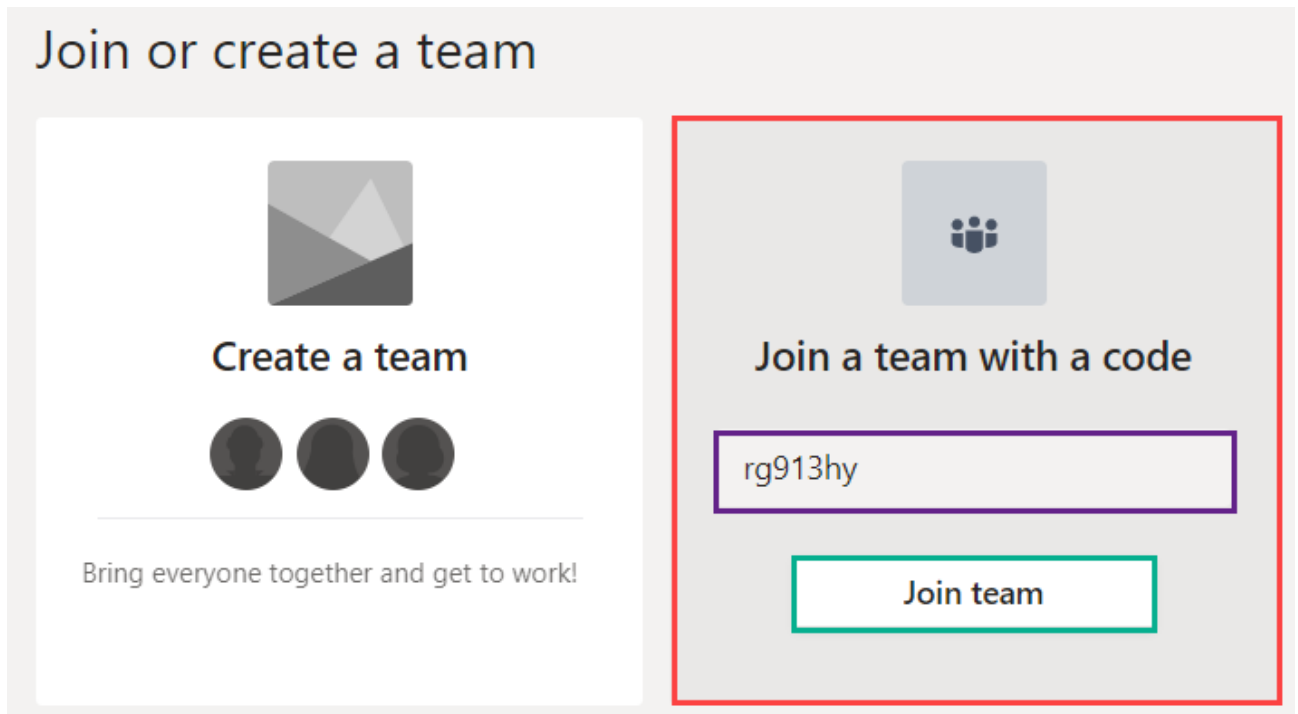 Join or create a team
Create a team
Bring everyone together and get to work!
Join a team with a code
rg913hy
Join team